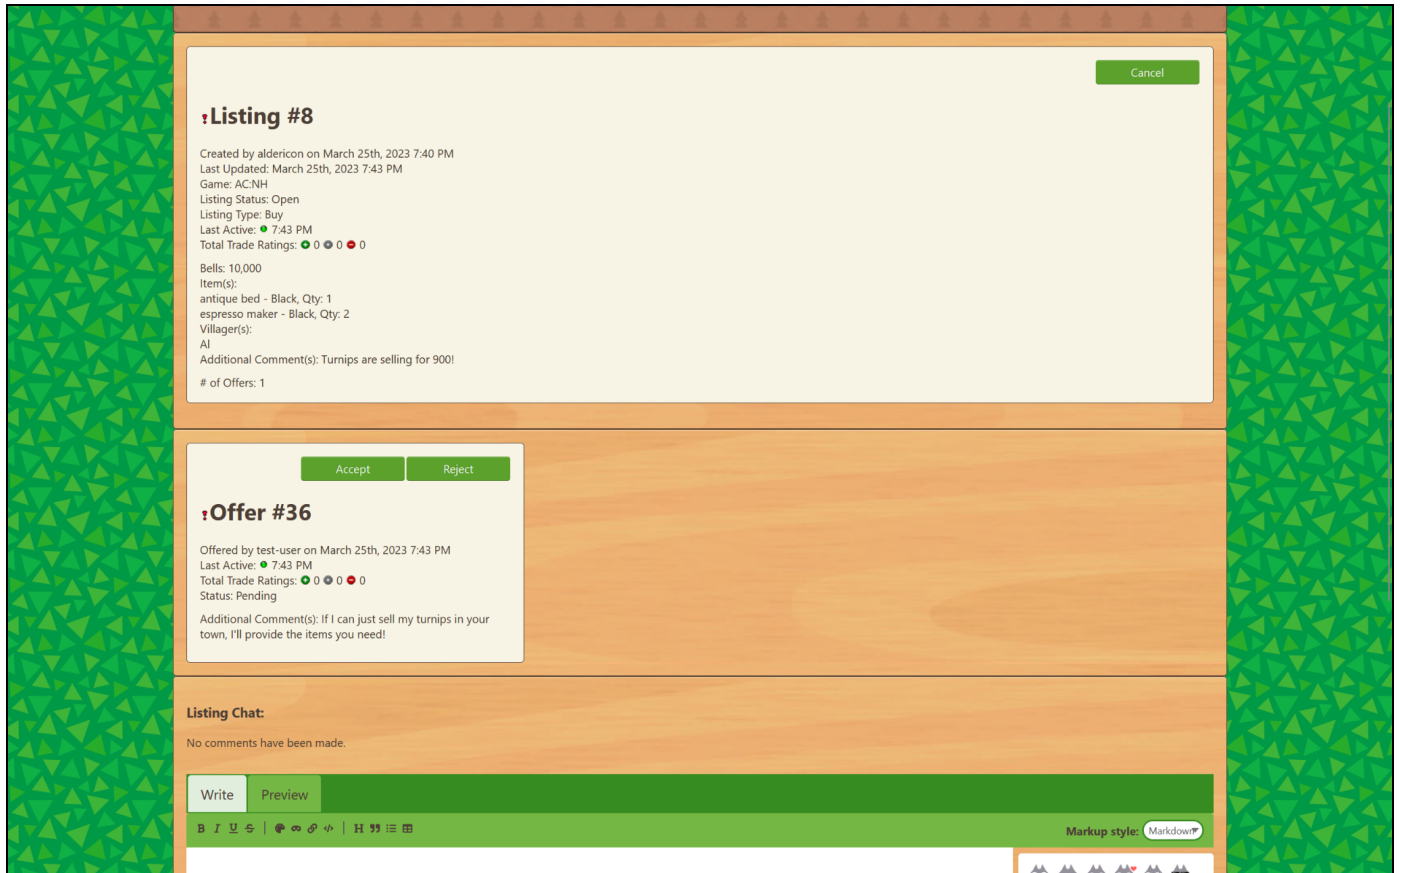 Cancel
Listing #8
Created by aldericon on March 25th, 2023 7:40 PM
Last Updated: March 25th, 2023 7:43 PM
Game: AC:NH
Listing Status: Open
Listing Type: Buy
Last Active: 7:43 PM
Total Trade Ratings: 0 0 0
Bells: 10,000
Item(s):
antique bed - Black, Qty: 1
espresso maker - Black, Qty: 2
Villager(s):
Al
Additional Comment(s): Turnips are selling for 900!
# of Offers: 1
Accept Reject
Offer #36
Offered by test-user on March 25th, 2023 7:43 PM
Last Active: 7:43 PM
Total Trade Ratings: 0 0 0
Status: Pending
Additional Comment(s): If I can just sell my turnips in your
town, I'll provide the items you need!
Listing Chat:
No comments have been made.
Write Preview
B I U S H
Markup style: Markdown